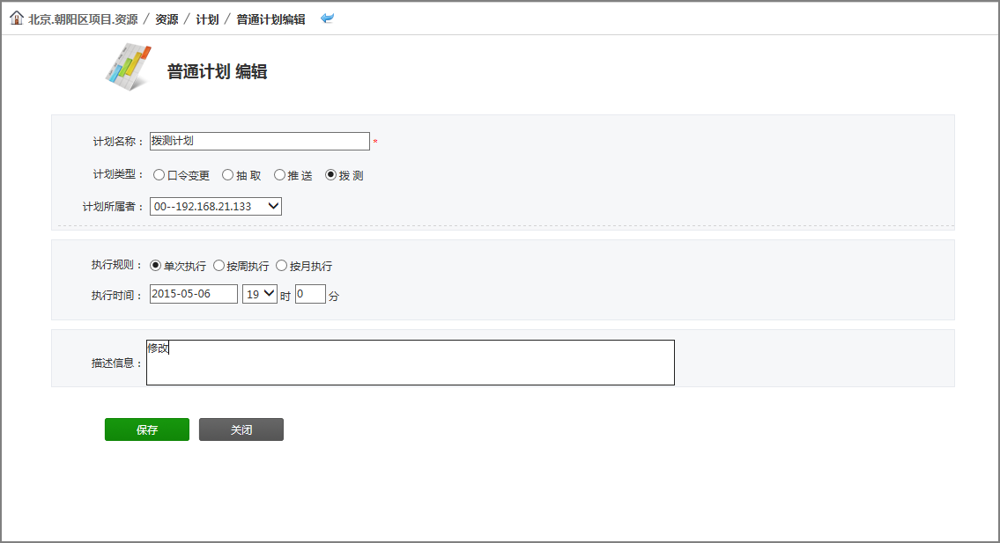 北京.朝阳区项目.资源 / 资源 / 计划 / 普通计划编辑
普通计划 编辑
计划名称： 拨测计划 *
计划类型： 口令变更 抽 取 推 送 拨 测
计划所属者： 00--192.168.21.133
执行规则： 单次执行 按周执行 按月执行
执行时间： 2015-05-06 19 时 0 分
描述信息： 修改
保存 关闭